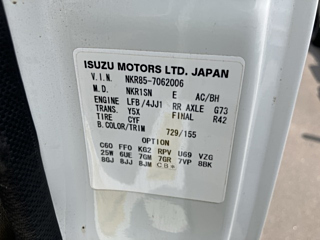 ISUZU MOTORS LTD. JAPAN
V.I.N. NKR85-7062006
M.D. NKR1SN E AC/BH
ENGINE LFB/4JJ1 RR AXLE G73
TRANS. Y5X FINAL R42
TIRE CYF
B.COLOR/TRIM 729/155
OPTION
C60 FF0 KG2 RPV U69 VZG
25W 6UE 7GM 7GR 7VP 8BK
8GJ 8JJ 8JM CB*